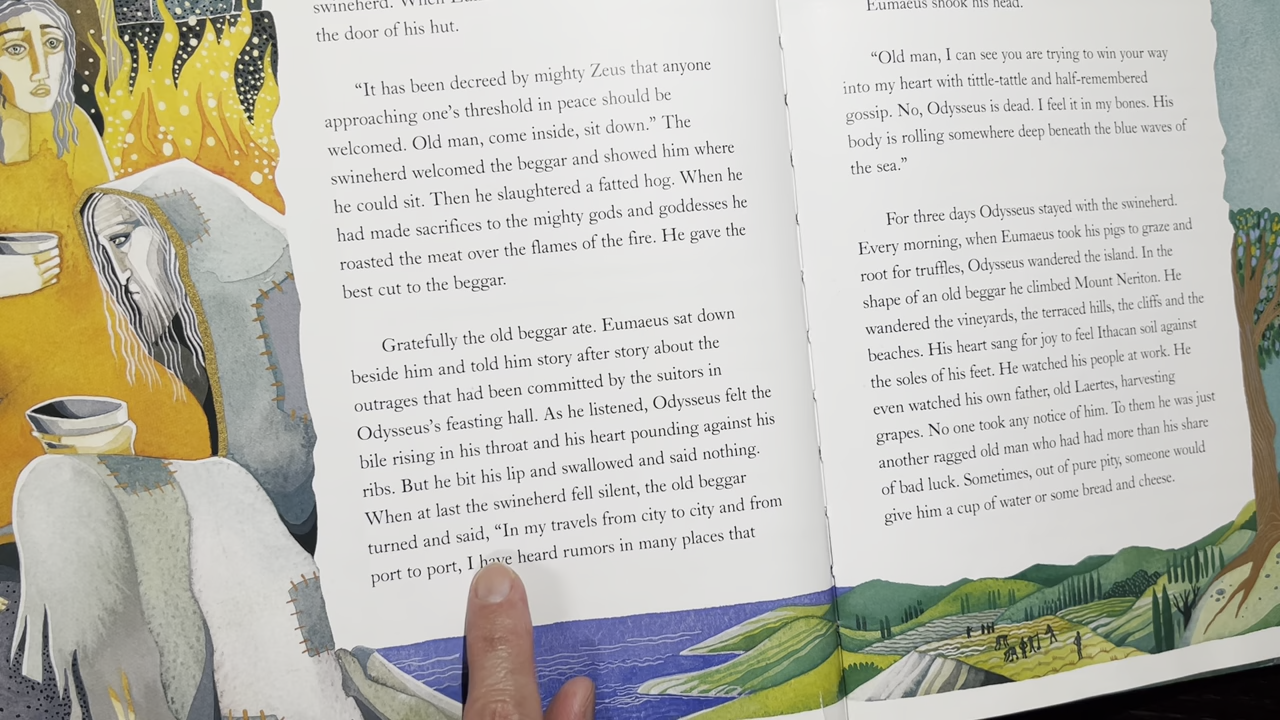 swineherd. When
the door of his hut.
“It has been decreed by mighty Zeus that anyone
approaching one’s threshold in peace should be
welcomed. Old man, come inside, sit down.” The
swineherd welcomed the beggar and showed him where
he could sit. Then he slaughtered a fatted hog. When he
had made sacrifices to the mighty gods and goddesses he
roasted the meat over the flames of the fire. He gave the
best cut to the beggar.
Gratefully the old beggar ate. Eumaeus sat down
beside him and told him story after story about the
outrages that had been committed by the suitors in
Odysseus’s feasting hall. As he listened, Odysseus felt the
bile rising in his throat and his heart pounding against his
ribs. But he bit his lip and swallowed and said nothing.
When at last the swineherd fell silent, the old beggar
turned and said, “In my travels from city to city and from
port to port, I have heard rumors in many places that
Eumaeus shook his head.
“Old man, I can see you are trying to win your way
into my heart with tittle-tattle and half-remembered
gossip. No, Odysseus is dead. I feel it in my bones. His
body is rolling somewhere deep beneath the blue waves of
the sea.”
For three days Odysseus stayed with the swineherd.
Every morning, when Eumaeus took his pigs to graze and
root for truffles, Odysseus wandered the island. In the
shape of an old beggar he climbed Mount Neriton. He
wandered the vineyards, the terraced hills, the cliffs and the
beaches. His heart sang for joy to feel Ithacan soil against
the soles of his feet. He watched his people at work. He
even watched his own father, old Laertes, harvesting
grapes. No one took any notice of him. To them he was just
another ragged old man who had had more than his share
of bad luck. Sometimes, out of pure pity, someone would
give him a cup of water or some bread and cheese.